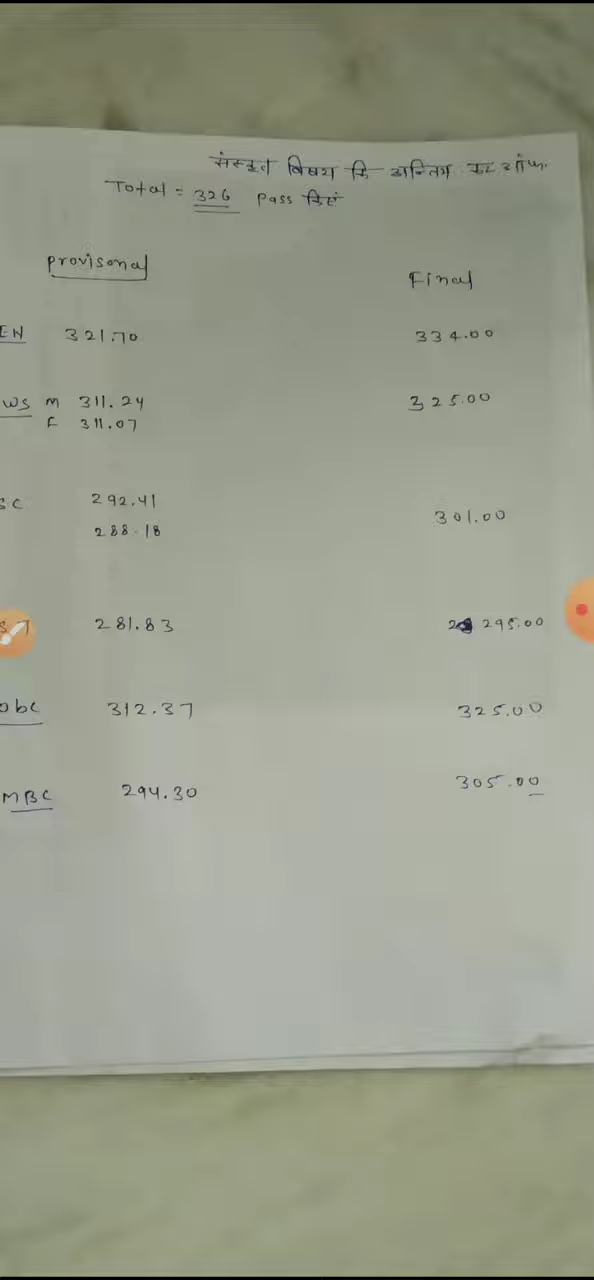 संस्कृत विषय कि अन्तिम कट ऑफ
Total = 326 pass किए
provisonal
Final
EN 321.70 334.00
WS M 311.24 325.00
F 311.07
SC 292.41 301.00
288.18
ST 281.83 295.00
obc 312.37 325.00
MBC 294.30 305.00